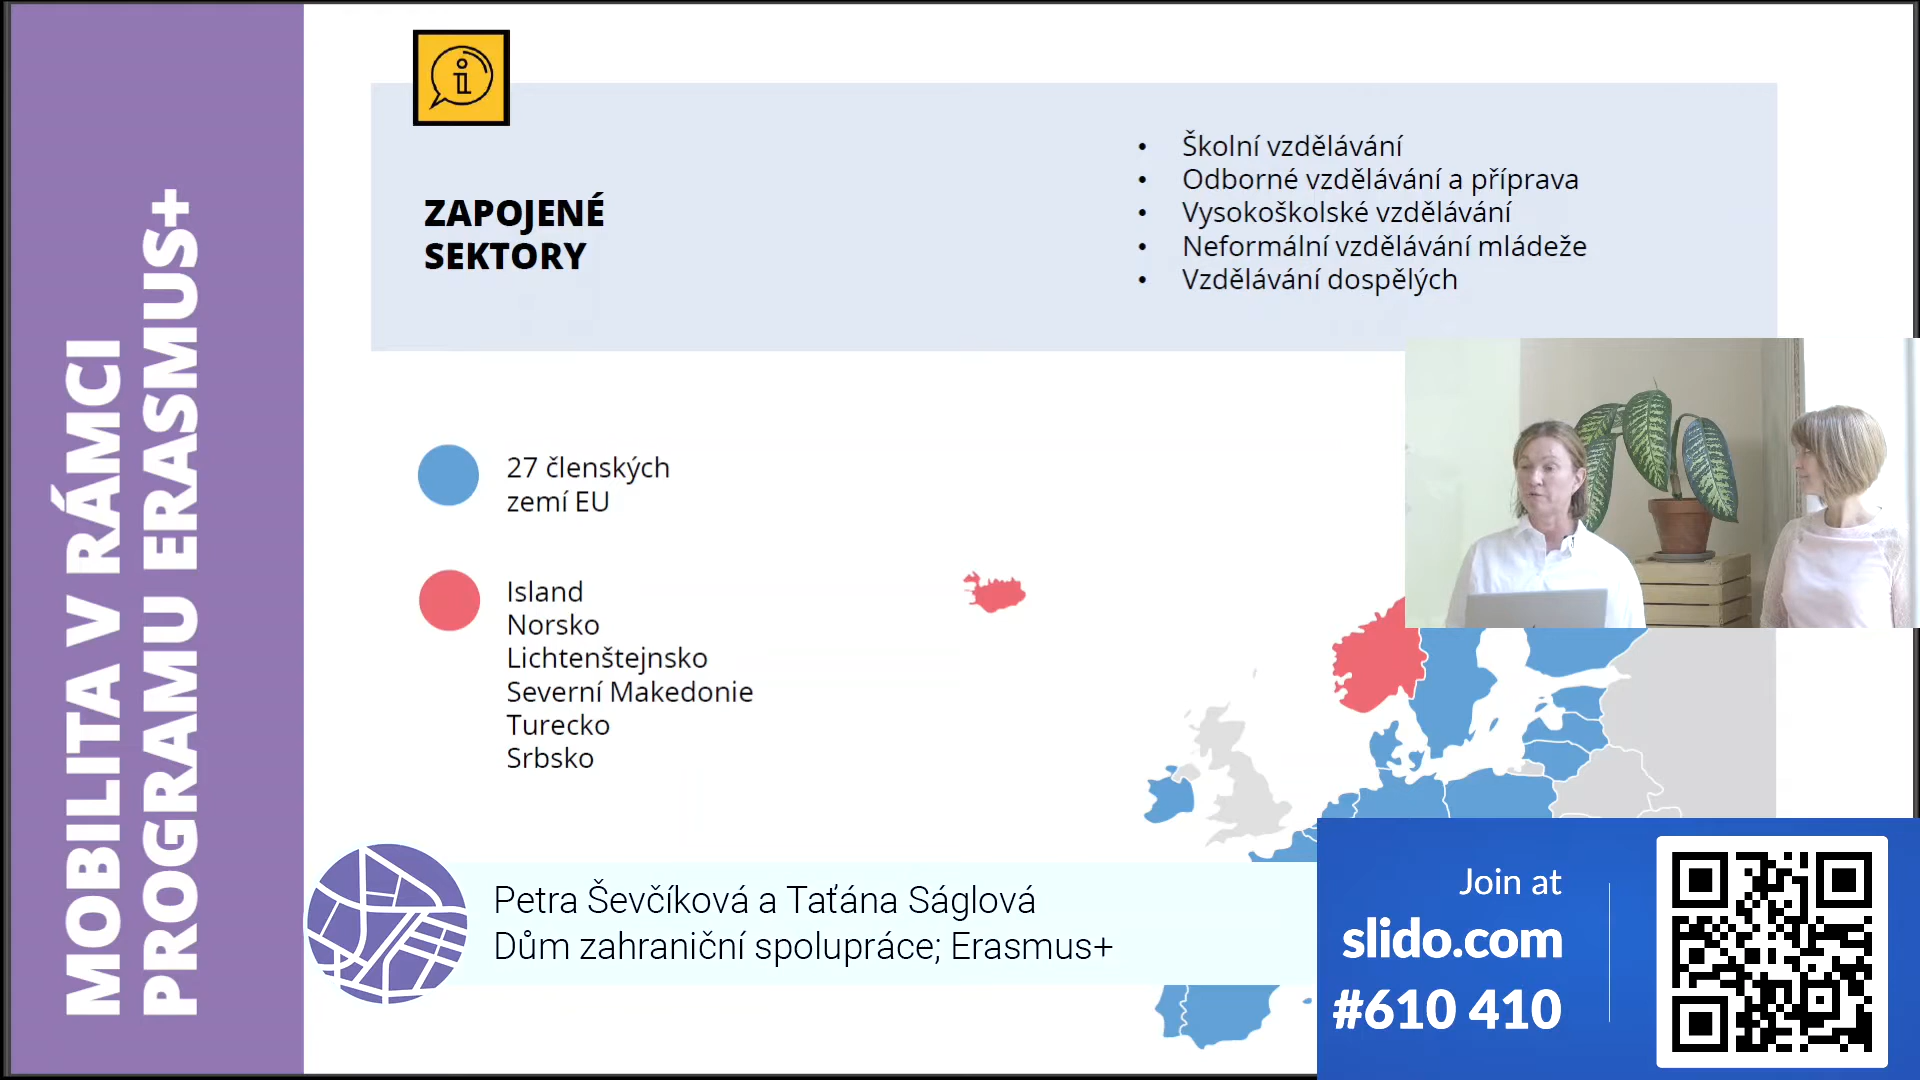 MOBILITA V RÁMCI
PROGRAMU ERASMUS+
ZAPOJENÉ
SEKTORY
• Školní vzdělávání
• Odborné vzdělávání a příprava
• Vysokoškolské vzdělávání
• Neformální vzdělávání mládeže
• Vzdělávání dospělých
27 členských
zemí EU
Island
Norsko
Lichtenštejnsko
Severní Makedonie
Turecko
Srbsko
Petra Ševčíková a Taťána Ságlová
Dům zahraniční spolupráce; Erasmus+
Join at
slido.com
#610 410